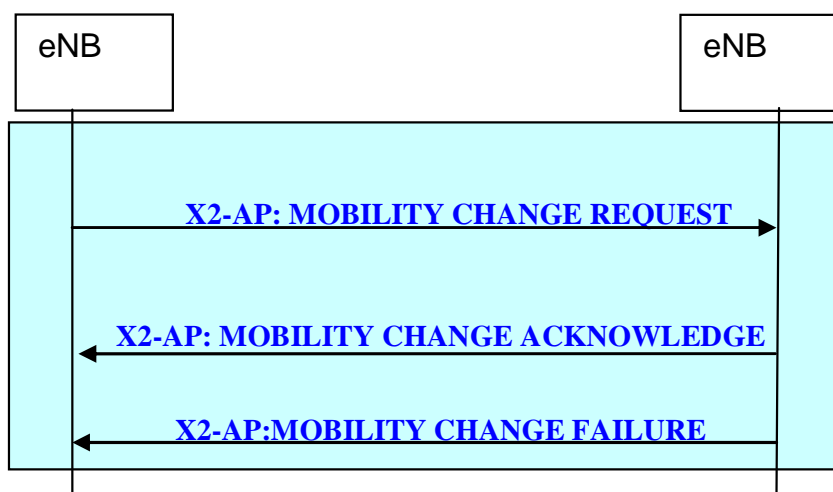 eNB
eNB
X2-AP: MOBILITY CHANGE REQUEST
X2-AP: MOBILITY CHANGE ACKNOWLEDGE
X2-AP:MOBILITY CHANGE FAILURE